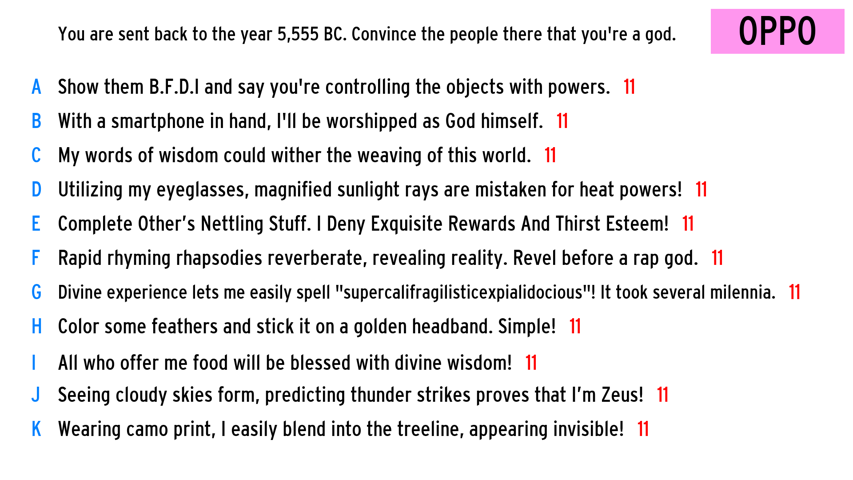 You are sent back to the year 5,555 BC. Convince the people there that you're a god. OPPO
A Show them B.F.D.I and say you're controlling the objects with powers. 11
B With a smartphone in hand, I'll be worshipped as God himself. 11
C My words of wisdom could wither the weaving of this world. 11
D Utilizing my eyeglasses, magnified sunlight rays are mistaken for heat powers! 11
E Complete Other’s Nettling Stuff. I Deny Exquisite Rewards And Thirst Esteem! 11
F Rapid rhyming rhapsodies reverberate, revealing reality. Revel before a rap god. 11
G Divine experience lets me easily spell "supercalifragilisticexpialidocious"! It took several milennia. 11
H Color some feathers and stick it on a golden headband. Simple! 11
I All who offer me food will be blessed with divine wisdom! 11
J Seeing cloudy skies form, predicting thunder strikes proves that I’m Zeus! 11
K Wearing camo print, I easily blend into the treeline, appearing invisible! 11